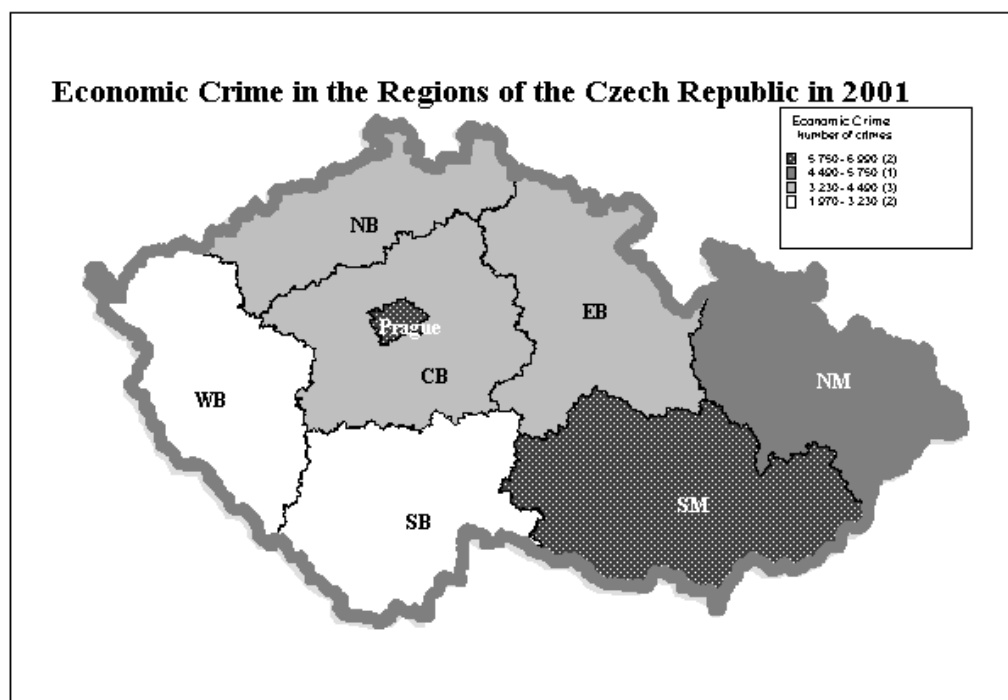 Economic Crime in the Regions of the Czech Republic in 2001
Economic Crime
Number of crimes
5 750 - 6 990 (2)
4 490 - 5 750 (1)
3 230 - 4 490 (3)
1 970 - 3 230 (2)
NB
EB
Prague
CB
NM
WB
SM
SB